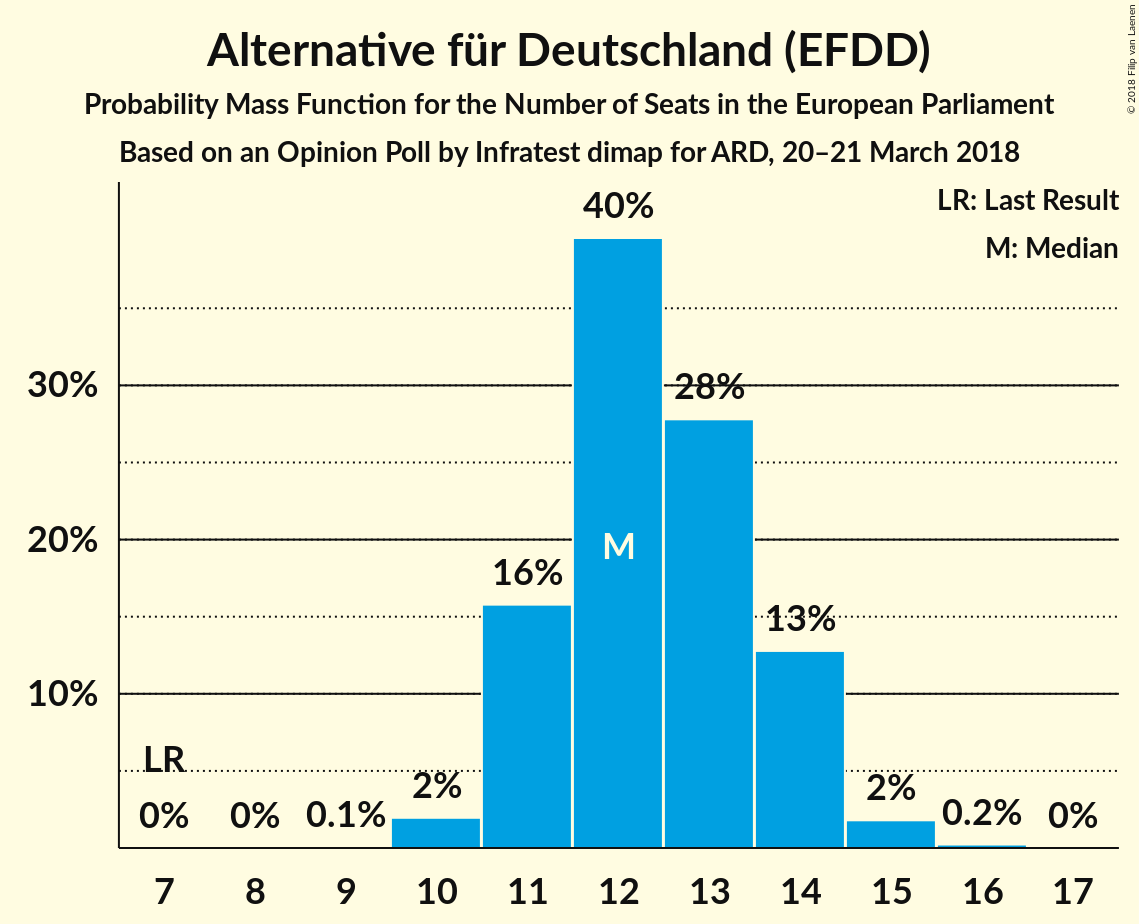 Alternative für Deutschland (EFDD)
Probability Mass Function for the Number of Seats in the European Parliament
Based on an Opinion Poll by Infratest dimap for ARD, 20–21 March 2018
© 2018 Filip van Laenen
LR: Last Result
M: Median
40%
30%
28%
20%
M
16%
13%
10%
LR
0%
0%
0.1%
2%
2%
0.2%
0%
7 8 9 10 11 12 13 14 15 16 17